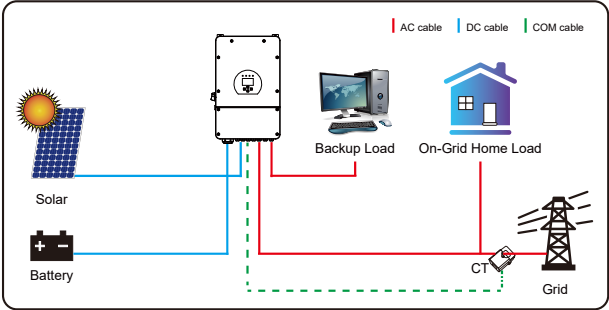 AC cable
DC cable
COM cable
Backup Load
On-Grid Home Load
Solar
Battery
CT
Grid